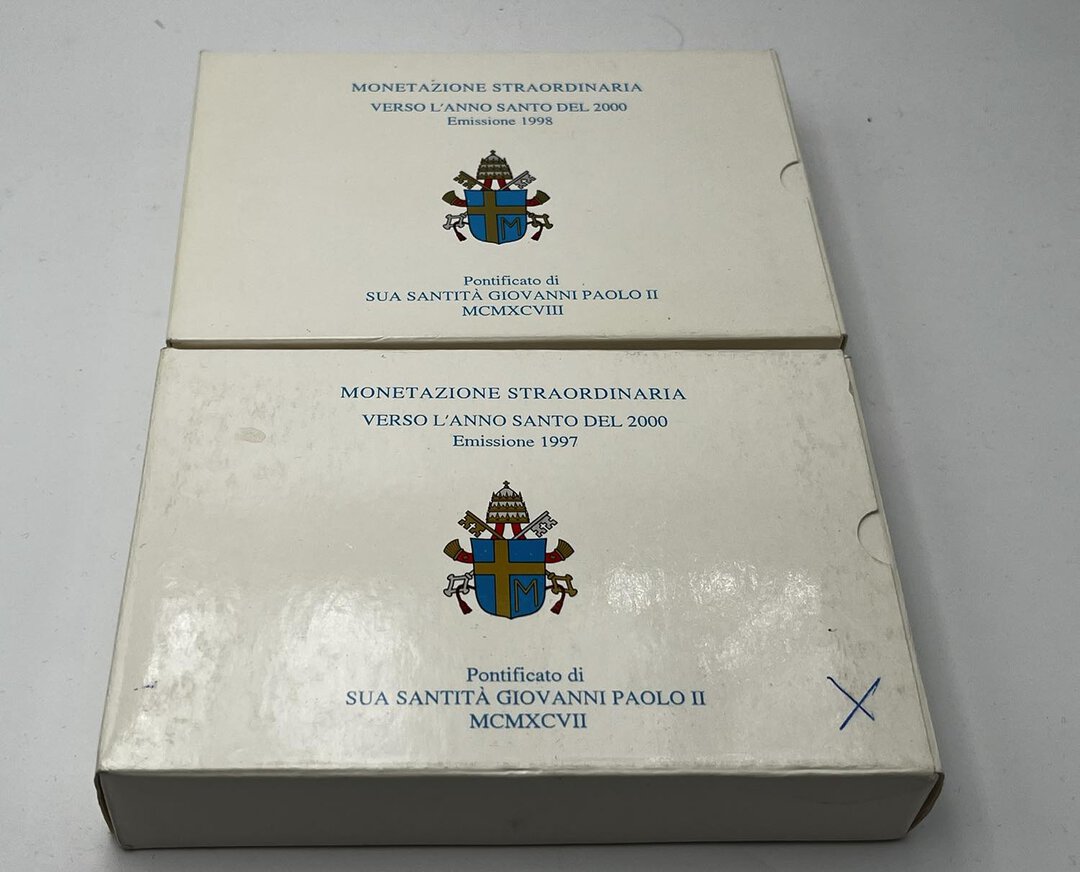 MONETAZIONE STRAORDINARIA
VERSO L'ANNO SANTO DEL 2000
Emissione 1998
M
Pontificato di
SUA SANTITÀ GIOVANNI PAOLO II
MCMXCVIII
MONETAZIONE STRAORDINARIA
VERSO L'ANNO SANTO DEL 2000
Emissione 1997
M
Pontificato di
SUA SANTITÀ GIOVANNI PAOLO II
MCMXCVII
X